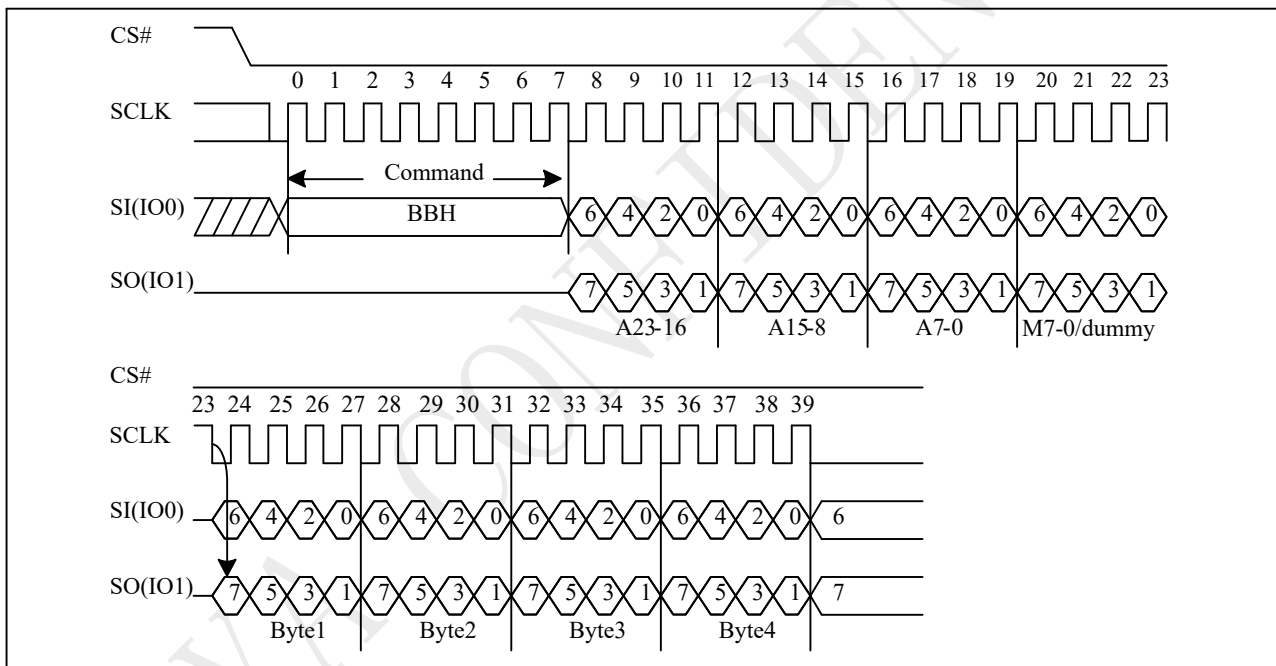 CS#
0 1 2 3 4 5 6 7 8 9 10 11 12 13 14 15 16 17 18 19 20 21 22 23
SCLK
Command
SI(IO0) BBH 6 4 2 0 6 4 2 0 6 4 2 0 6 4 2 0
SO(IO1) 7 5 3 1 7 5 3 1 7 5 3 1 7 5 3 1
A23-16 A15-8 A7-0 M7-0/dummy
CS#
23 24 25 26 27 28 29 30 31 32 33 34 35 36 37 38 39
SCLK
SI(IO0) 6 4 2 0 6 4 2 0 6 4 2 0 6 4 2 0 6
SO(IO1) 7 5 3 1 7 5 3 1 7 5 3 1 7 5 3 1 7
Byte1 Byte2 Byte3 Byte4